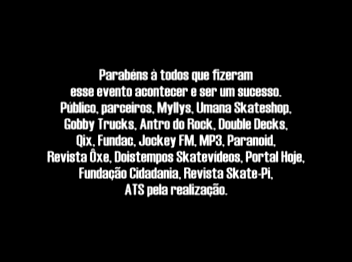 Parabéns à todos que fizeram
esse evento acontecer e ser um sucesso.
Público, parceiros, Myllys, Umana Skateshop,
Gobby Trucks, Antro do Rock, Double Decks,
Qix, Fundac, Jockey FM, MP3, Paranoid,
Revista Ôxe, Doistempos Skatevídeos, Portal Hoje,
Fundação Cidadania, Revista Skate-Pi,
ATS pela realização.